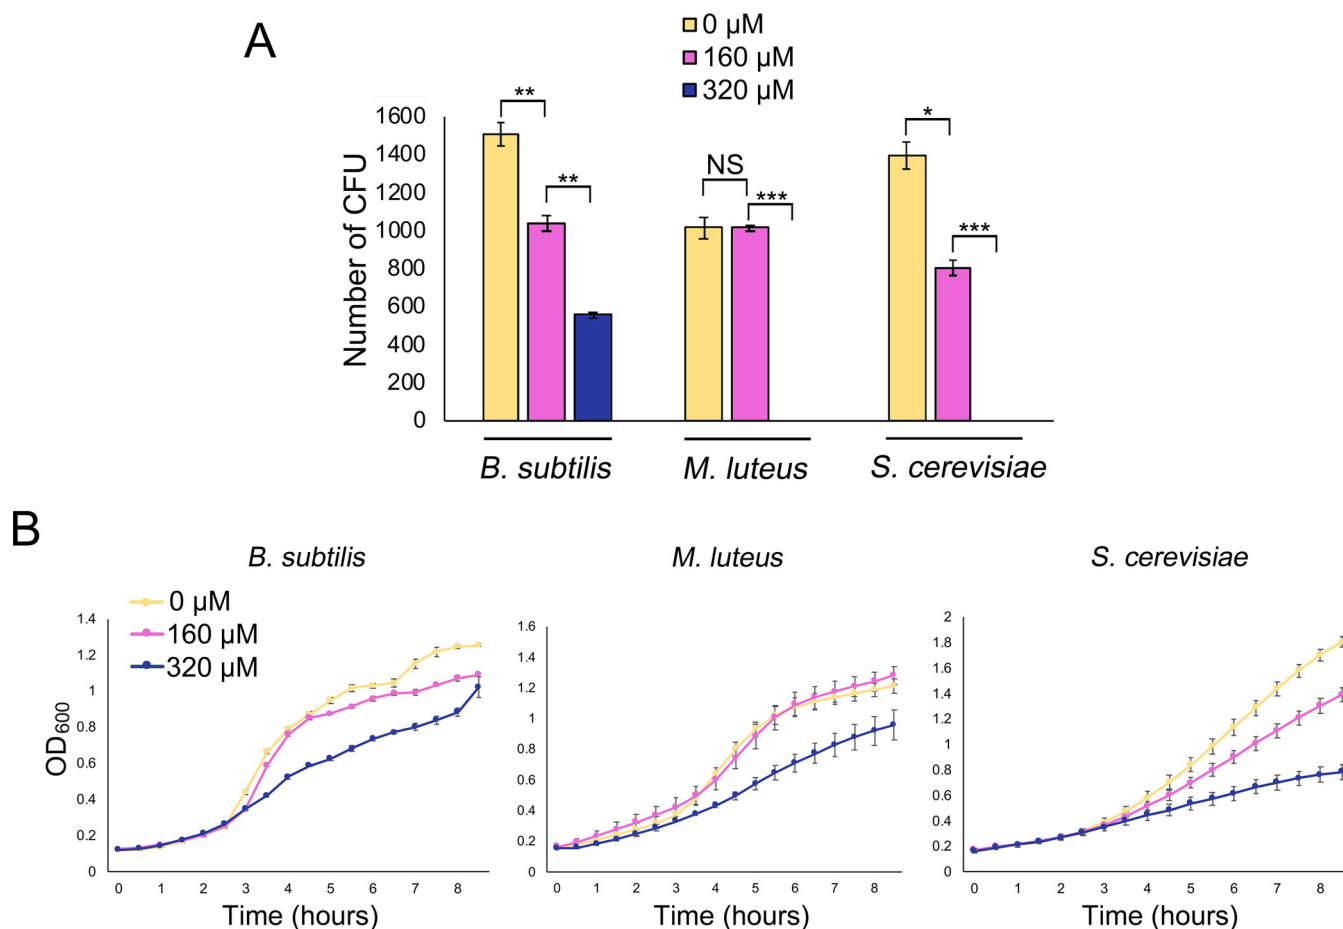 A
0 µM
160 µM
320 µM
Number of CFU
1600
1400
1200
1000
800
600
400
200
0
**
**
NS
***
*
***
B. subtilis
M. luteus
S. cerevisiae
B
B. subtilis
M. luteus
S. cerevisiae
0 µM
160 µM
320 µM
OD600
1.4
1.2
1
0.8
0.6
0.4
0.2
0
0 1 2 3 4 5 6 7 8
Time (hours)
1.6
1.4
1.2
1
0.8
0.6
0.4
0.2
0
0 1 2 3 4 5 6 7 8
Time (hours)
2
1.8
1.6
1.4
1.2
1
0.8
0.6
0.4
0.2
0
0 1 2 3 4 5 6 7 8
Time (hours)